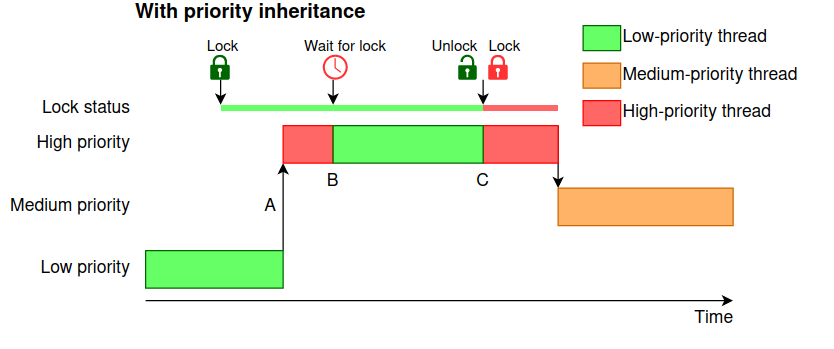 With priority inheritance
Lock
Wait for lock
Unlock
Lock
Low-priority thread
Medium-priority thread
High-priority thread
Lock status
High priority
B
C
A
Medium priority
Low priority
Time